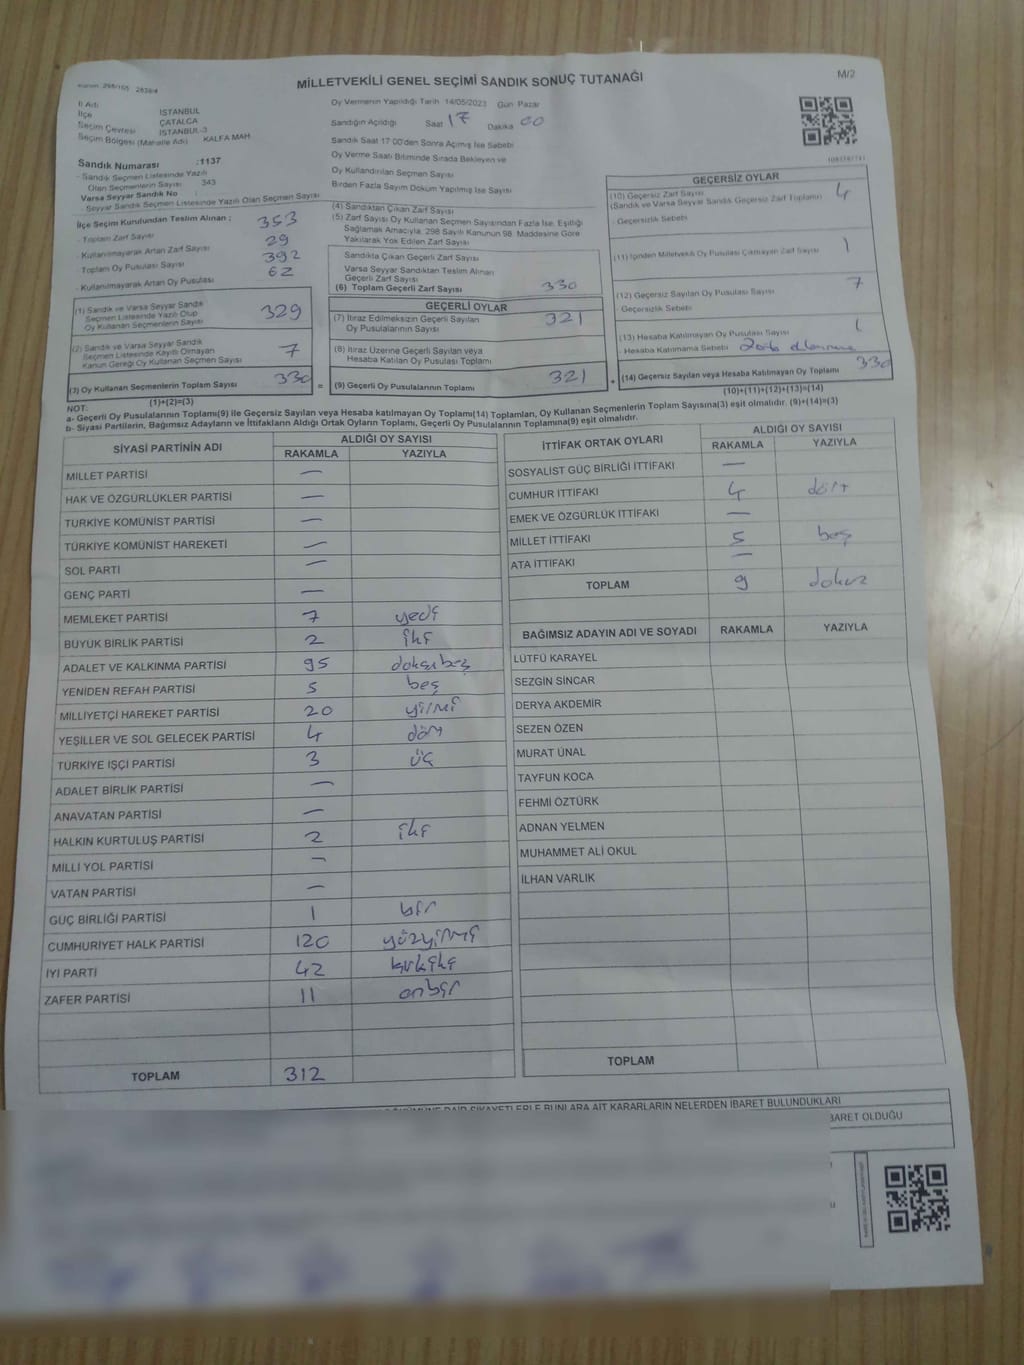 MİLLETVEKİLİ GENEL SEÇİMİ SANDIK SONUÇ TUTANAĞI
M/2
İl Adı İSTANBUL
İlçe ÇATALCA
Seçim Çevresi İSTANBUL-3
Seçim Bölgesi (Mahalle Adı) KALFA MAH
Sandık Numarası :1137
- Sandık Seçmen Listesinde Yazılı
Olan Seçmenlerin Sayısı 343
Varsa Seyyar Sandık No
- Seyyar Sandık Seçmen Listesinde Yazılı Olan Seçmen Sayısı
Oy Vermenin Yapıldığı Tarih 14/05/2023 Gün Pazar
Sandığın Açıldığı Saat 17 Dakika 00
Sandık Saat 17 00'den Sonra Açılmış İse Sebebi
Oy Verme Saati Bitiminde Sırada Bekleyen ve
Oy Kullandırılan Seçmen Sayısı
Birden Fazla Sayım Döküm Yapılmış İse Sayısı
İlçe Seçim Kurulundan Teslim Alınan ;
- Toplam Zarf Sayısı 353
- Kullanılmayarak Artan Zarf Sayısı 29
- Toplam Oy Pusulası Sayısı 392
- Kullanılmayarak Artan Oy Pusulası 62
(1) Sandık ve Varsa Seyyar Sandık
Seçmen Listesinde Yazılı Olup
Oy Kullanan Seçmenlerin Sayısı 329
(2) Sandık ve Varsa Seyyar Sandık
Seçmen Listesinde Kayıtlı Olmayan
Kanun Gereği Oy Kullanan Seçmen Sayısı 7
(3) Oy Kullanan Seçmenlerin Toplam Sayısı 330
(1)+(2)=(3)
(4) Sandıktan Çıkan Zarf Sayısı
(5) Zarf Sayısı Oy Kullanan Seçmen Sayısından Fazla İse, Eşitliği
Sağlamak Amacıyla, 298 Sayılı Kanunun 98. Maddesine Göre
Yakılarak Yok Edilen Zarf Sayısı
Sandıkta Çıkan Geçerli Zarf Sayısı
Varsa Seyyar Sandıktan Teslim Alınan
Geçerli Zarf Sayısı
(6) Toplam Geçerli Zarf Sayısı 330
GEÇERLİ OYLAR
(7) İtiraz Edilmeksizin Geçerli Sayılan
Oy Pusulalarının Sayısı 321
(8) İtiraz Üzerine Geçerli Sayılan veya
Hesaba Katılan Oy Pusulası Toplamı
= (9) Geçerli Oy Pusulalarının Toplamı 321
GEÇERSİZ OYLAR
(10) Geçersiz Zarf Sayısı 4
(Sandık ve Varsa Seyyar Sandık Geçersiz Zarf Toplamı)
Geçersizlik Sebebi
(11) İçinden Milletvekili Oy Pusulası Çıkmayan Zarf Sayısı 1
(12) Geçersiz Sayılan Oy Pusulası Sayısı 7
Geçersizlik Sebebi
(13) Hesaba Katılmayan Oy Pusulası Sayısı
Hesaba Katılmama Sebebi
+ (14) Geçersiz Sayılan veya Hesaba Katılmayan Oy Toplamı 330
(10)+(11)+(12)+(13)=(14)
NOT:
a- Geçerli Oy Pusulalarının Toplamı(9) ile Geçersiz Sayılan veya Hesaba Katılmayan Oy Toplamı(14) Toplamları, Oy Kullanan Seçmenlerin Toplam Sayısına(3) eşit olmalıdır. (9)+(14)=(3)
b- Siyasi Partilerin, Bağımsız Adayların ve İttifakların Aldığı Ortak Oyların Toplamı, Geçerli Oy Pusulalarının Toplamına(9) eşit olmalıdır.
SİYASİ PARTİNİN ADI ALDIĞI OY SAYISI
RAKAMLA YAZIYLA
MİLLET PARTİSİ —
HAK VE ÖZGÜRLÜKLER PARTİSİ —
TÜRKİYE KOMÜNİST PARTİSİ —
TÜRKİYE KOMÜNİST HAREKETİ —
SOL PARTİ —
GENÇ PARTİ —
MEMLEKET PARTİSİ 7 yedi
BÜYÜK BİRLİK PARTİSİ 2 iki
ADALET VE KALKINMA PARTİSİ 95 doksanbeş
YENİDEN REFAH PARTİSİ 5 beş
MİLLİYETÇİ HAREKET PARTİSİ 20 yirmi
YEŞİLLER VE SOL GELECEK PARTİSİ 4 dört
TÜRKİYE İŞÇİ PARTİSİ 3 üç
ADALET BİRLİK PARTİSİ —
ANAVATAN PARTİSİ —
HALKIN KURTULUŞ PARTİSİ 2 iki
MİLLİ YOL PARTİSİ —
VATAN PARTİSİ —
GÜÇ BİRLİĞİ PARTİSİ 1 bir
CUMHURİYET HALK PARTİSİ 120 yüzyirmi
İYİ PARTİ 42 kırkiki
ZAFER PARTİSİ 11 onbir
TOPLAM 312
İTTİFAK ORTAK OYLARI ALDIĞI OY SAYISI
RAKAMLA YAZIYLA
SOSYALİST GÜÇ BİRLİĞİ İTTİFAKI —
CUMHUR İTTİFAKI 4 dört
EMEK VE ÖZGÜRLÜK İTTİFAKI —
MİLLET İTTİFAKI 5 beş
ATA İTTİFAKI —
TOPLAM 9 dokuz
BAĞIMSIZ ADAYIN ADI VE SOYADI RAKAMLA YAZIYLA
LÜTFÜ KARAYEL
SEZGİN SİNCAR
DERYA AKDEMİR
SEZEN ÖZEN
MURAT ÜNAL
TAYFUN KOCA
FEHMİ ÖZTÜRK
ADNAN YELMEN
MUHAMMET ALİ OKUL
İLHAN VARLIK
TOPLAM
ŞİKAYETLERLE BUNLARA AİT KARARLARIN NELERDEN İBARET BULUNDUKLARI
İBARET OLDUĞU